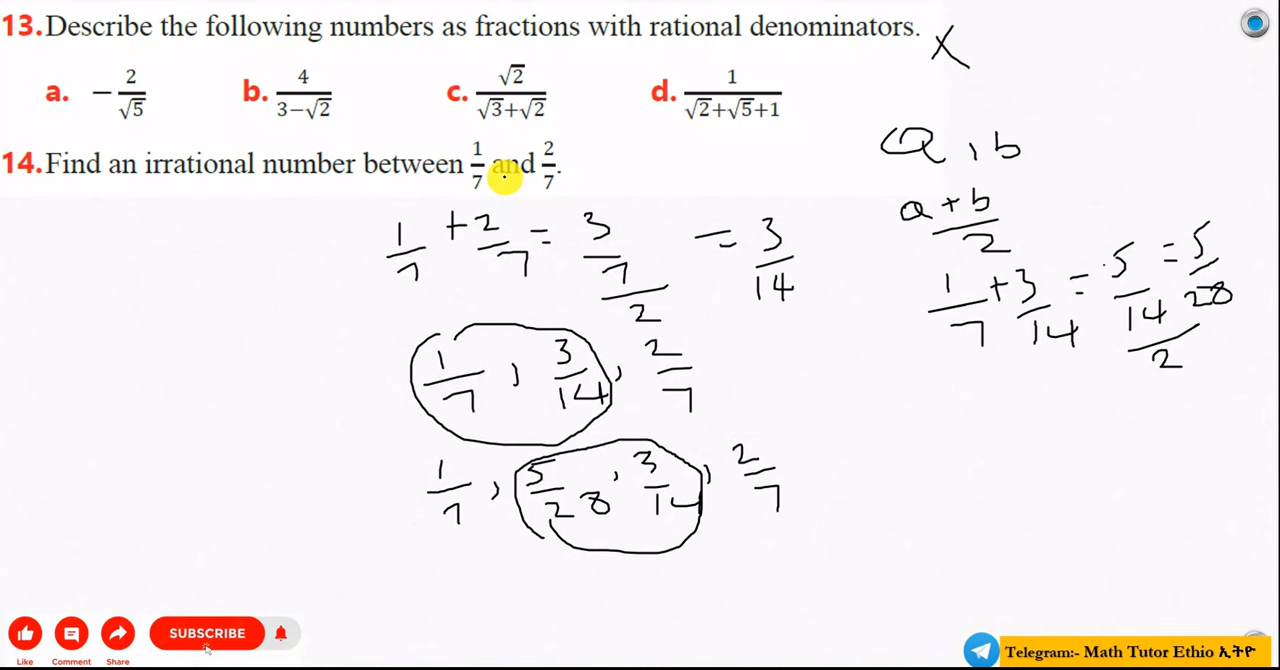 13. Describe the following numbers as fractions with rational denominators. X
a. -2/√5 b. 4/(3-√2) c. √2/(√3+√2) d. 1/(√2+√5+1)
14. Find an irrational number between 1/7 and 2/7.
a, b
(a+b)/2
1/7 + 2/7 = (3/7)/2 = 3/14
1/7 + 3/14 = (5/14)/2 = 5/28
1/7, 3/14, 2/7
1/7, 5/28, 3/14, 2/7
SUBSCRIBE
Like Comment Share
Telegram:- Math Tutor Ethio ኢትዮ